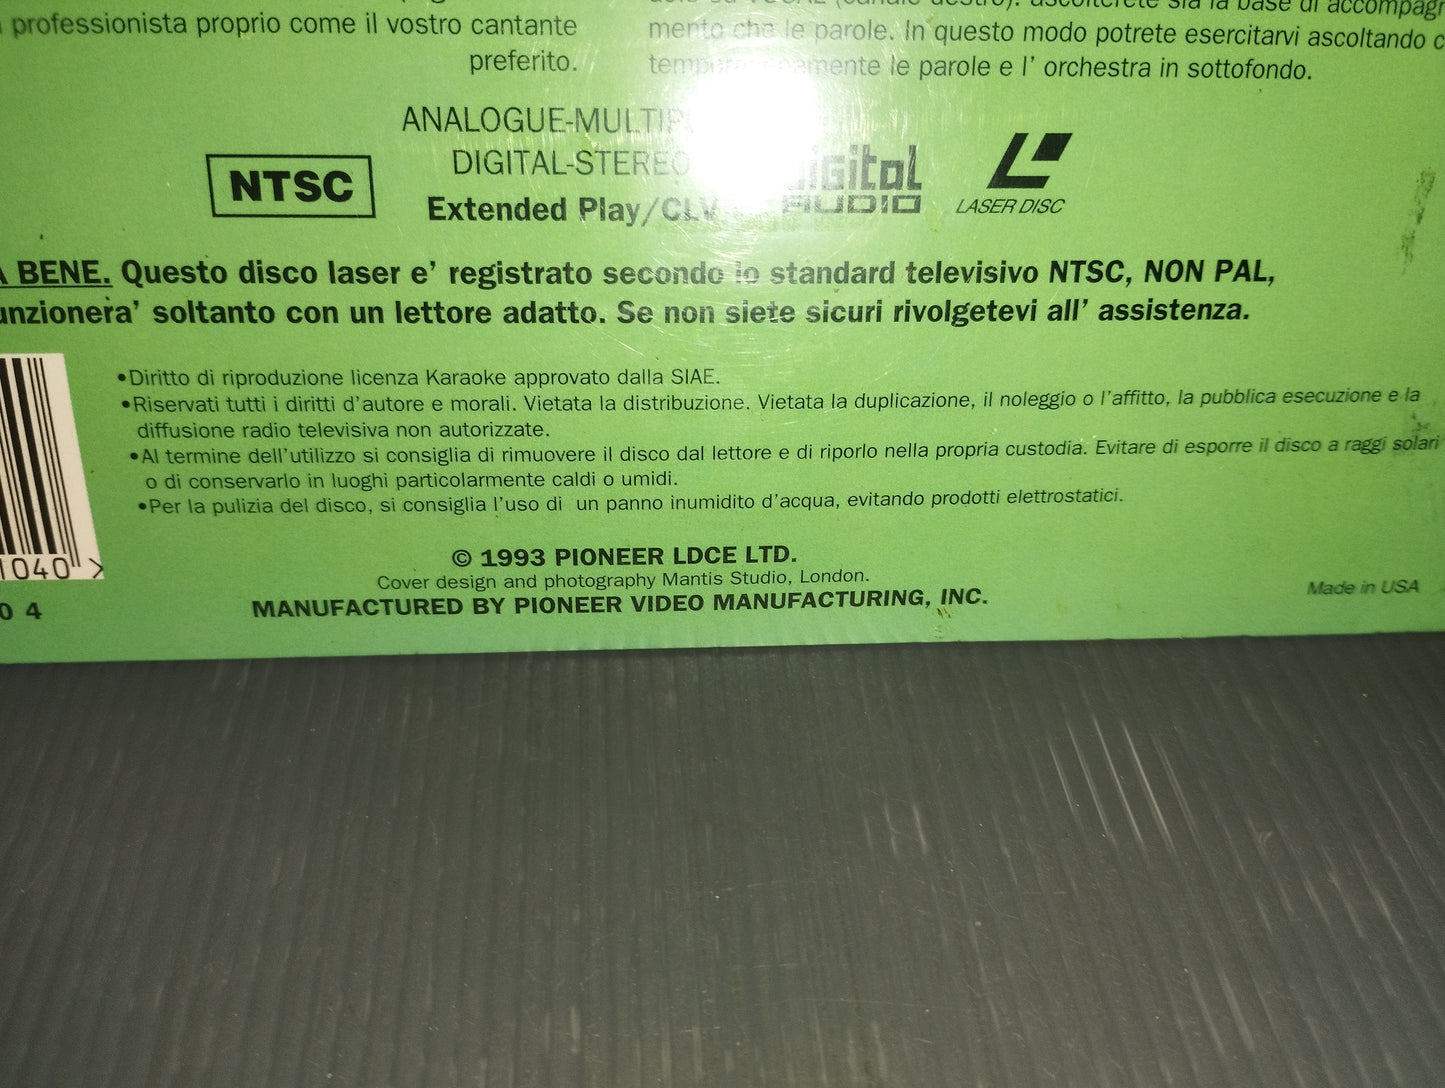 professionista proprio come il vostro cantante
preferito.
che le parole. In questo modo potrete esercitarvi ascoltando
le parole e l' orchestra in sottofondo.
DIGITAL-STEREO
Extended Play/CLV
NTSC
digital
AUDIO
LASER DISC
BENE. Questo disco laser e' registrato secondo lo standard televisivo NTSC, NON PAL,
soltanto con un lettore adatto. Se non siete sicuri rivolgetevi all' assistenza.
•Diritto di riproduzione licenza Karaoke approvato dalla SIAE.
•Riservati tutti i diritti d'autore e morali. Vietata la distribuzione. Vietata la duplicazione, il noleggio o l'affitto, la pubblica esecuzione e la
diffusione radio televisiva non autorizzate.
•Al termine dell'utilizzo si consiglia di rimuovere il disco dal lettore e di riporlo nella propria custodia. Evitare di esporre il disco a raggi solari
o di conservarlo in luoghi particolarmente caldi o umidi.
•Per la pulizia del disco, si consiglia l'uso di un panno inumidito d'acqua, evitando prodotti elettrostatici.
1040 >
0 4
© 1993 PIONEER LDCE LTD.
Cover design and photography Mantis Studio, London.
MANUFACTURED BY PIONEER VIDEO MANUFACTURING, INC.
Made in USA